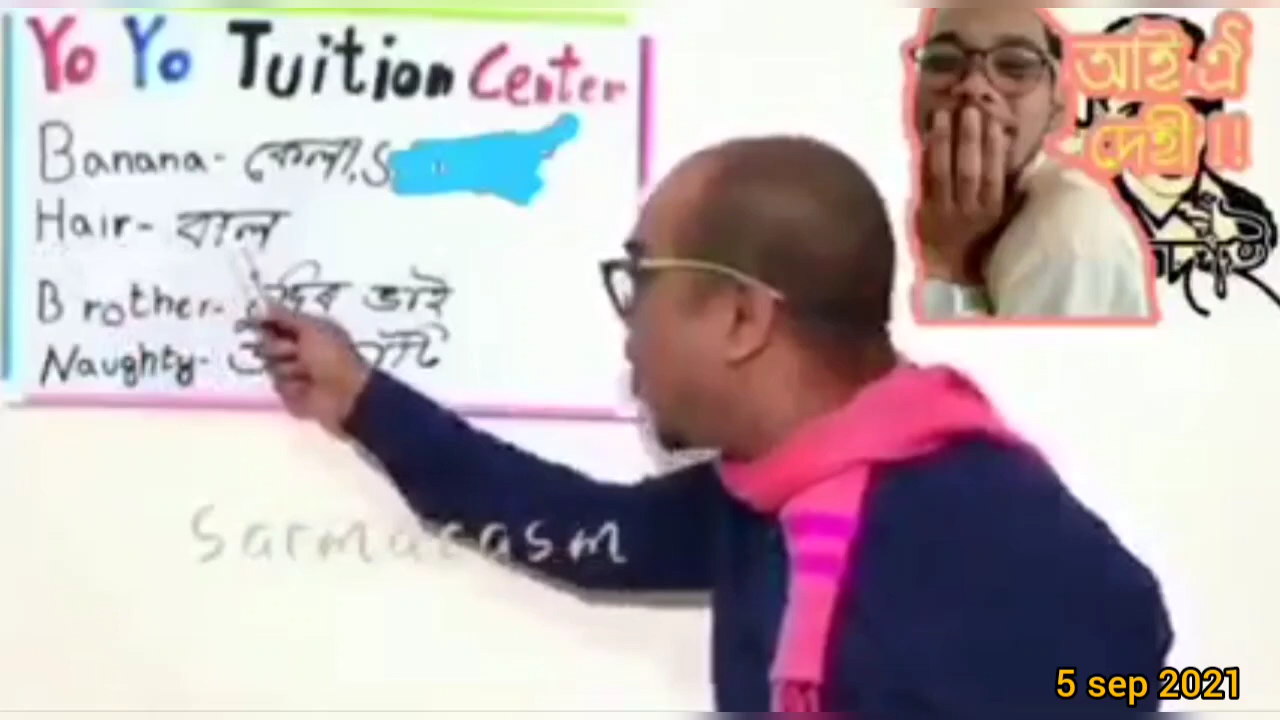 Yo Yo Tuition Center
Banana- কেলা, S
Hair- বাল
Brother- ভাই
Naughty-
আই ঐ
দেহী !!
sarmacasm
5 sep 2021